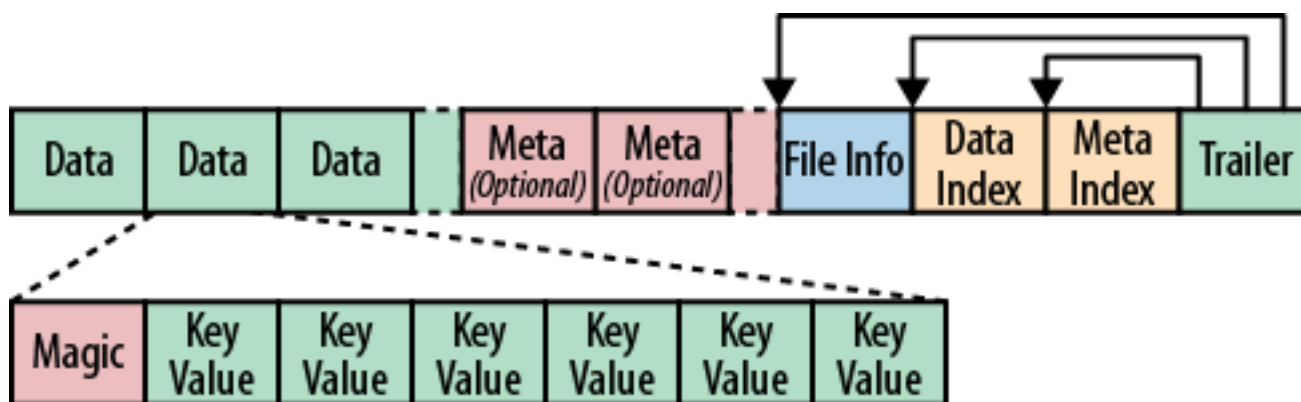 Data
Data
Data
Meta
(Optional)
Meta
(Optional)
File Info
Data
Index
Meta
Index
Trailer
Magic
Key
Value
Key
Value
Key
Value
Key
Value
Key
Value
Key
Value